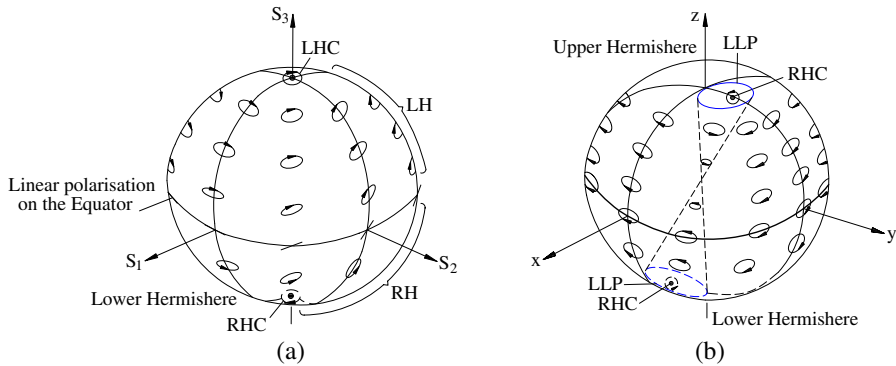 S3
LHC
LH
Linear polarisation
on the Equator
S1
S2
Lower Hermishere
RH
RHC
(a)
z
Upper Hermishere
LLP
RHC
x
y
LLP
RHC
Lower Hermishere
(b)